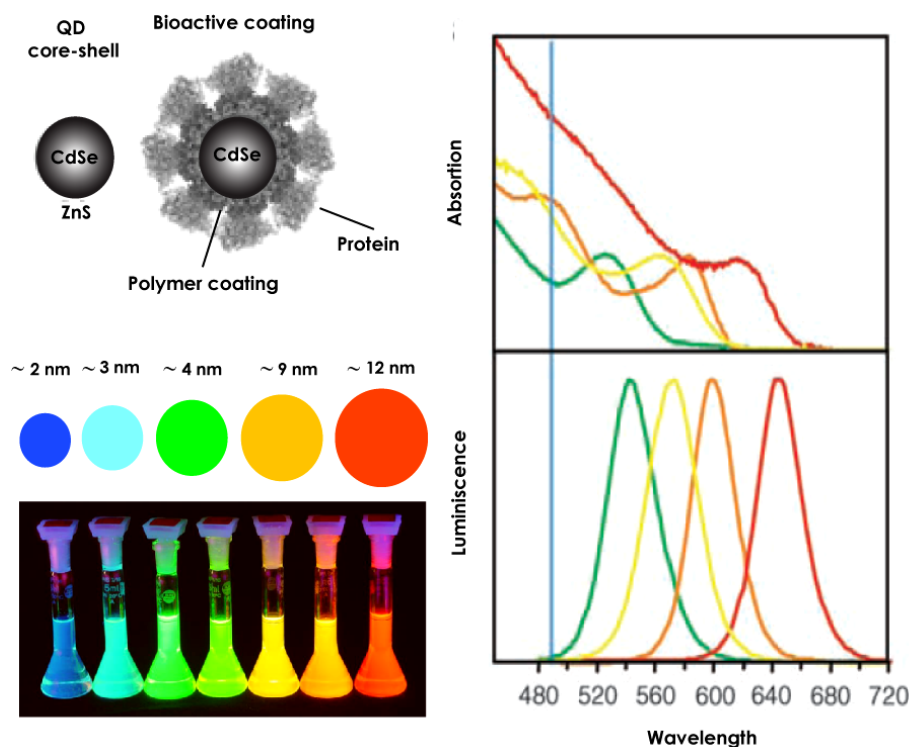 QD
core-shell
Bioactive coating
CdSe
ZnS
CdSe
Protein
Polymer coating
~ 2 nm ~ 3 nm ~ 4 nm ~ 9 nm ~ 12 nm
Absortion
Luminiscence
480 520 560 600 640 680 720
Wavelength